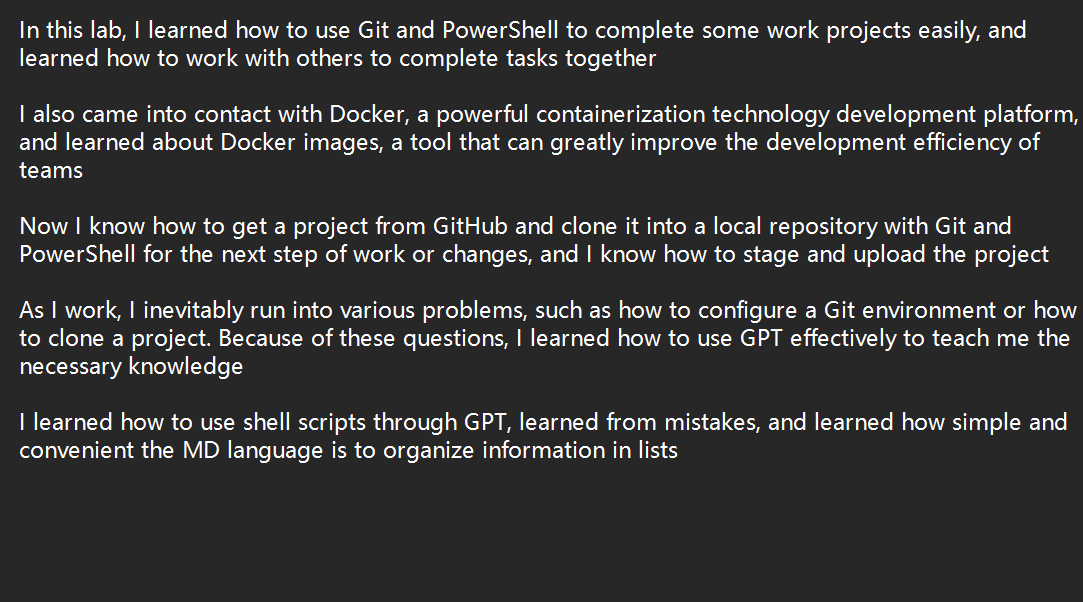 In this lab, I learned how to use Git and PowerShell to complete some work projects easily, and
learned how to work with others to complete tasks together
I also came into contact with Docker, a powerful containerization technology development platform,
and learned about Docker images, a tool that can greatly improve the development efficiency of
teams
Now I know how to get a project from GitHub and clone it into a local repository with Git and
PowerShell for the next step of work or changes, and I know how to stage and upload the project
As I work, I inevitably run into various problems, such as how to configure a Git environment or how
to clone a project. Because of these questions, I learned how to use GPT effectively to teach me the
necessary knowledge
I learned how to use shell scripts through GPT, learned from mistakes, and learned how simple and
convenient the MD language is to organize information in lists